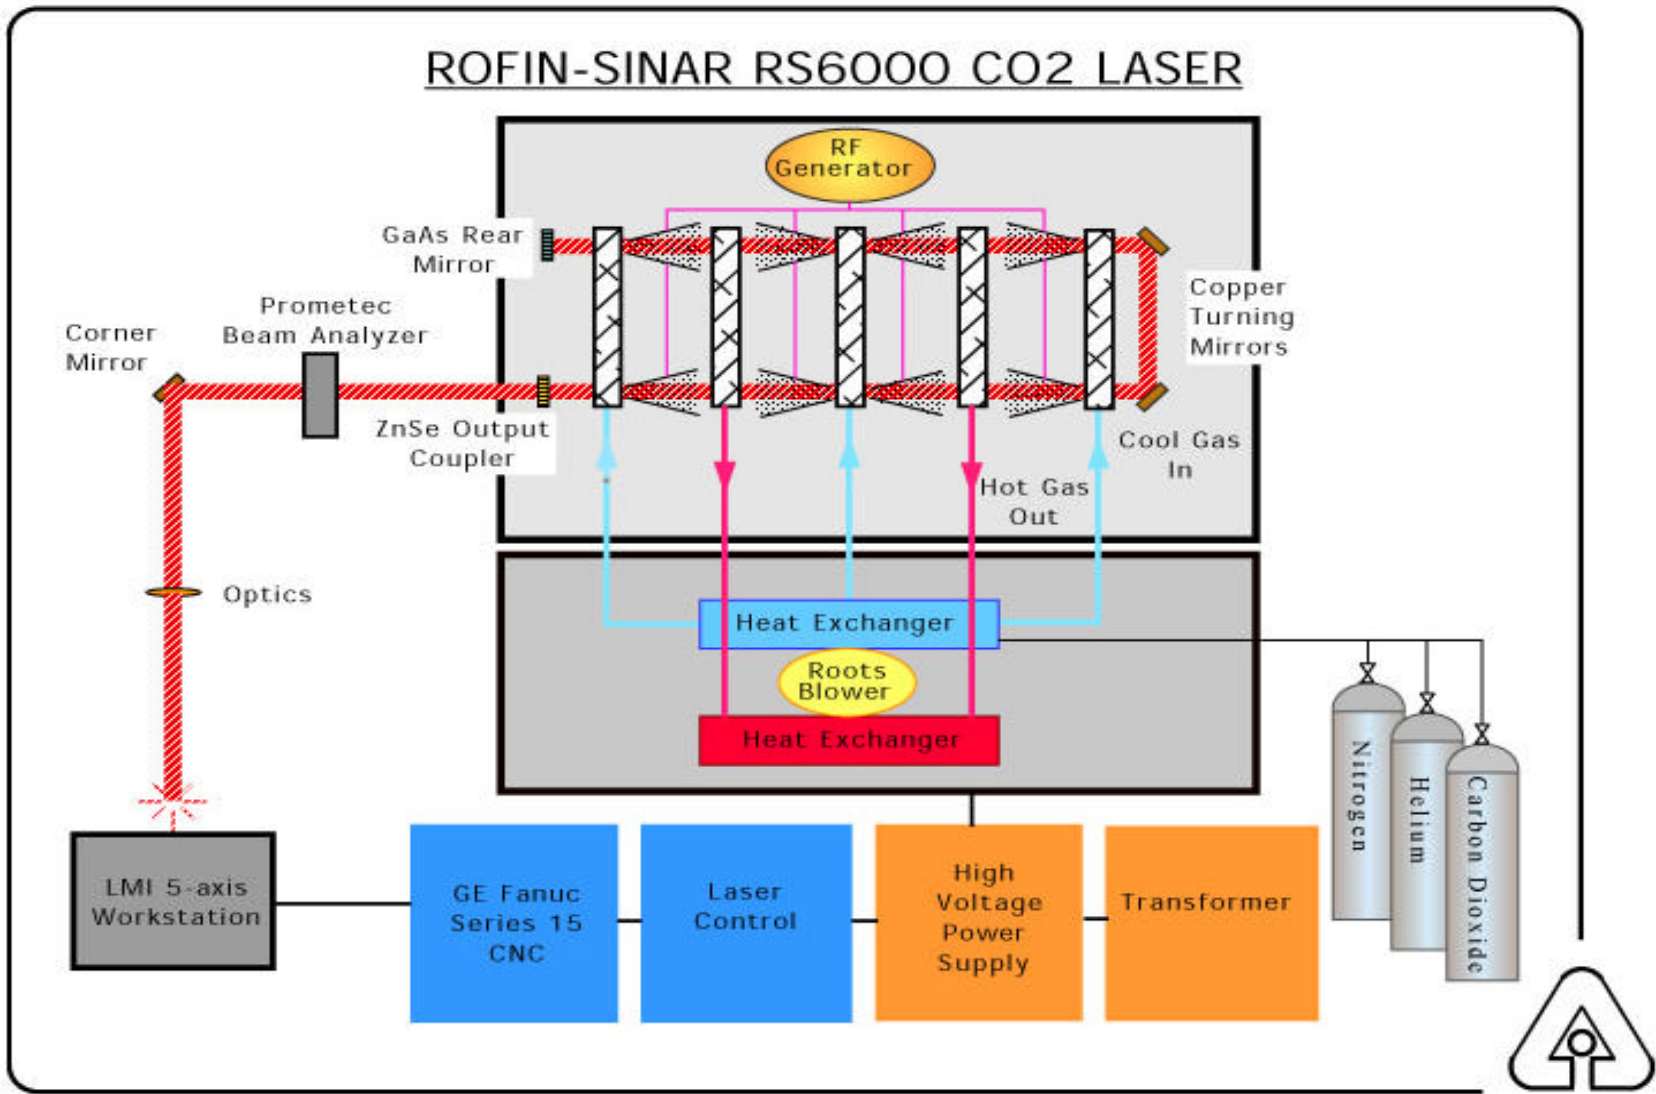 ROFIN-SINAR RS6000 CO2 LASER
RF
Generator
GaAs Rear
Mirror
Copper
Turning
Mirrors
Prometec
Beam Analyzer
Corner
Mirror
ZnSe Output
Coupler
Cool Gas
In
Hot Gas
Out
Optics
Heat Exchanger
Roots
Blower
Heat Exchanger
Nitrogen
Helium
Carbon Dioxide
LMI 5-axis
Workstation
GE Fanuc
Series 15
CNC
Laser
Control
High
Voltage
Power
Supply
Transformer